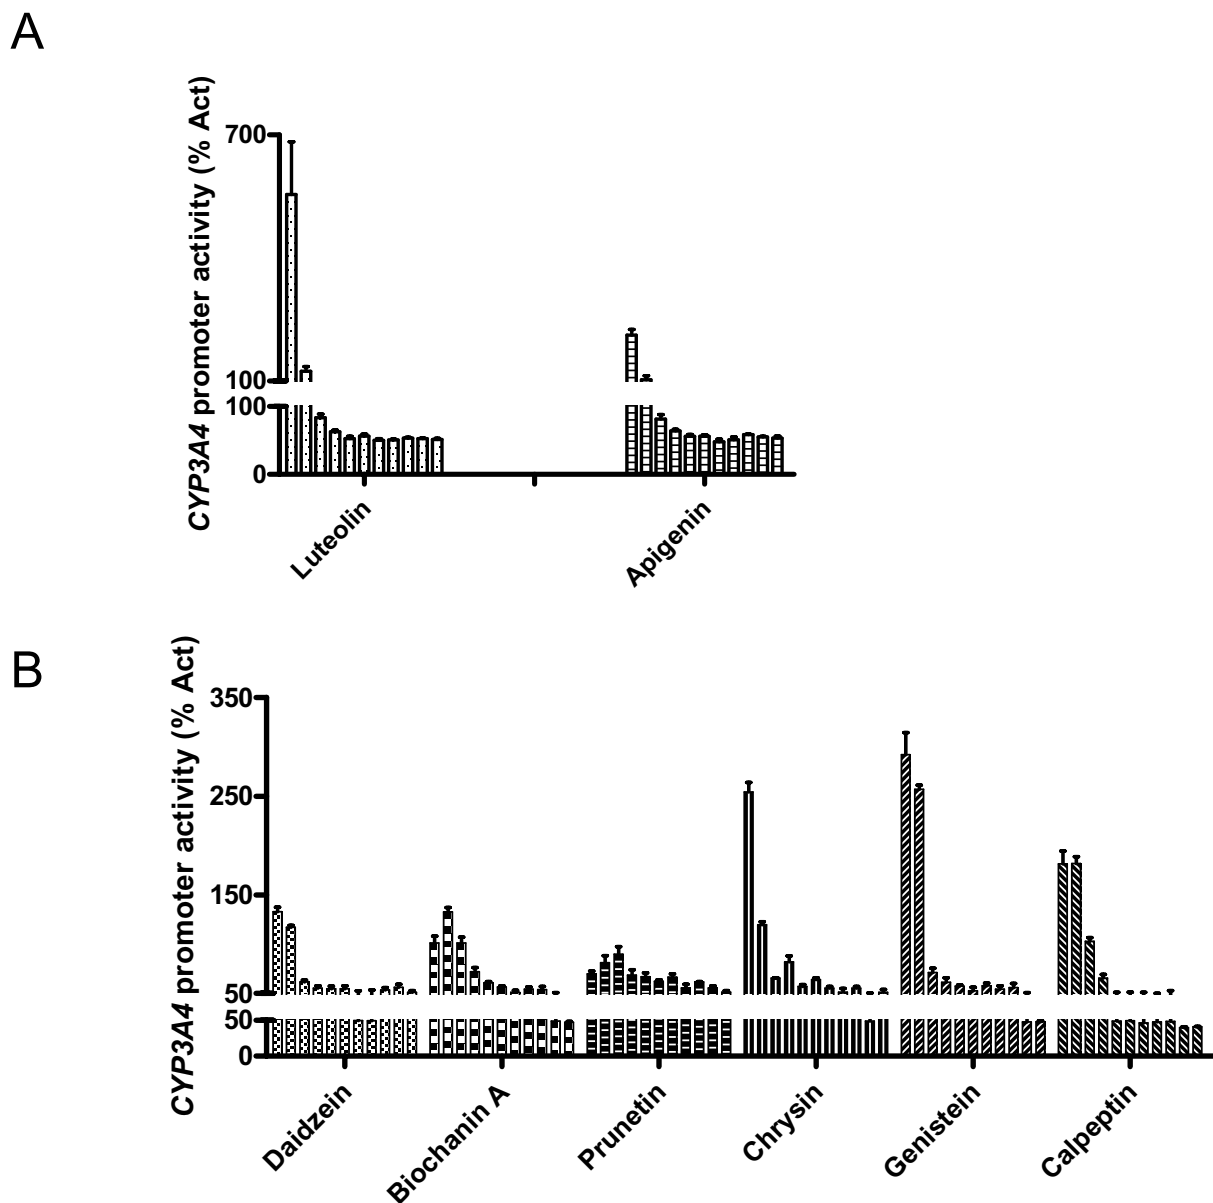 A
CYP3A4 promoter activity (% Act)
700
100
100
0
Luteolin
Apigenin
B
CYP3A4 promoter activity (% Act)
350
250
150
50
50
0
Daidzein
Biochanin A
Prunetin
Chrysin
Genistein
Calpeptin